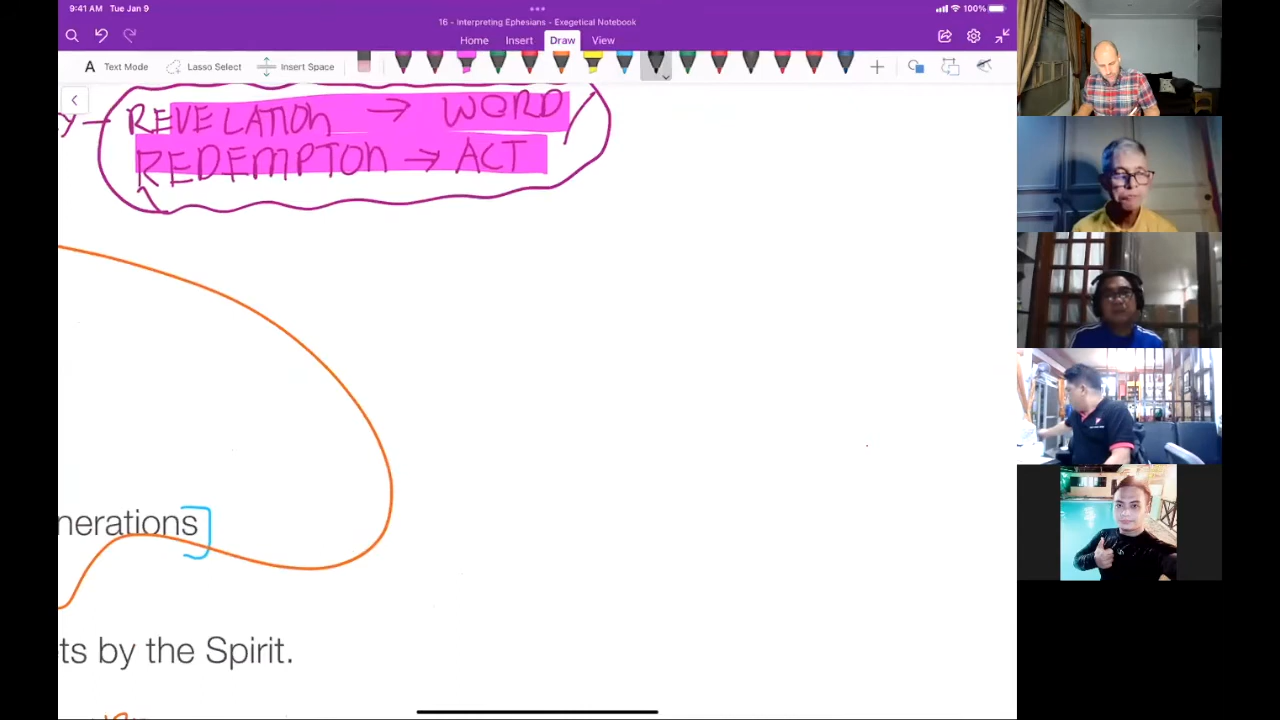 9:41 AM Tue Jan 9
100%
16 - Interpreting Ephesians - Exegetical Notebook
Home Insert Draw View
Text Mode Lasso Select Insert Space
y - REVELATION → WORD
REDEMPTON → ACT
nerations]
ts by the Spirit.